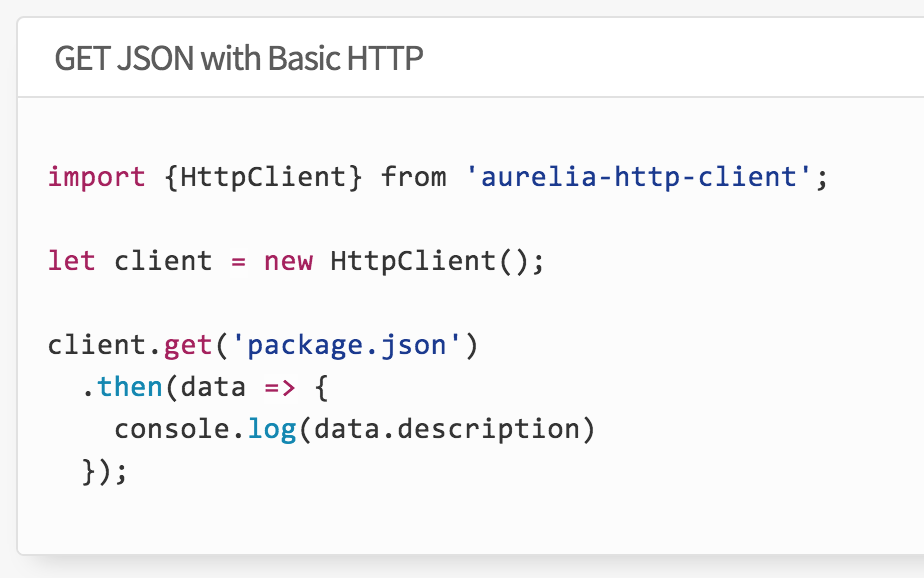 GET JSON with Basic HTTP
import {HttpClient} from 'aurelia-http-client';
let client = new HttpClient();
client.get('package.json')
  .then(data => {
    console.log(data.description)
  });